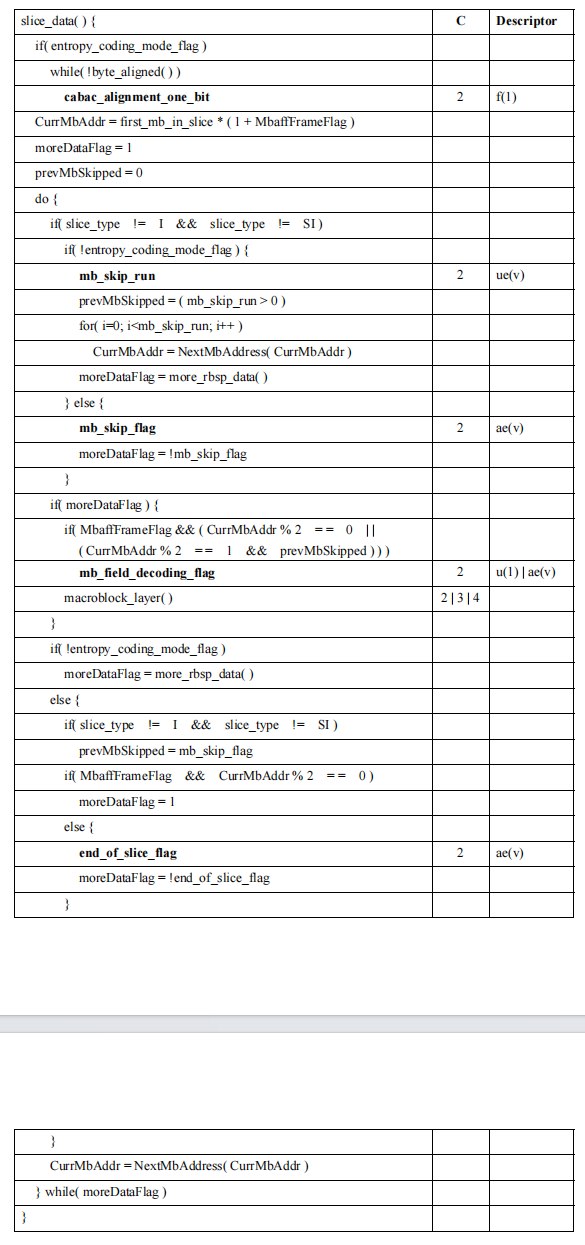 slice_data( ) { C Descriptor
if( entropy_coding_mode_flag )
while( !byte_aligned( ) )
cabac_alignment_one_bit 2 f(1)
CurrMbAddr = first_mb_in_slice * ( 1 + MbaffFrameFlag )
moreDataFlag = 1
prevMbSkipped = 0
do {
if( slice_type != I && slice_type != SI )
if( !entropy_coding_mode_flag ) {
mb_skip_run 2 ue(v)
prevMbSkipped = ( mb_skip_run > 0 )
for( i=0; i<mb_skip_run; i++ )
CurrMbAddr = NextMbAddress( CurrMbAddr )
moreDataFlag = more_rbsp_data( )
} else {
mb_skip_flag 2 ae(v)
moreDataFlag = !mb_skip_flag
}
if( moreDataFlag ) {
if( MbaffFrameFlag && ( CurrMbAddr % 2 == 0 ||
( CurrMbAddr % 2 == 1 && prevMbSkipped ) ) )
mb_field_decoding_flag 2 u(1) | ae(v)
macroblock_layer( ) 2 | 3 | 4
}
if( !entropy_coding_mode_flag )
moreDataFlag = more_rbsp_data( )
else {
if( slice_type != I && slice_type != SI )
prevMbSkipped = mb_skip_flag
if( MbaffFrameFlag && CurrMbAddr % 2 == 0 )
moreDataFlag = 1
else {
end_of_slice_flag 2 ae(v)
moreDataFlag = !end_of_slice_flag
}
}
CurrMbAddr = NextMbAddress( CurrMbAddr )
} while( moreDataFlag )
}